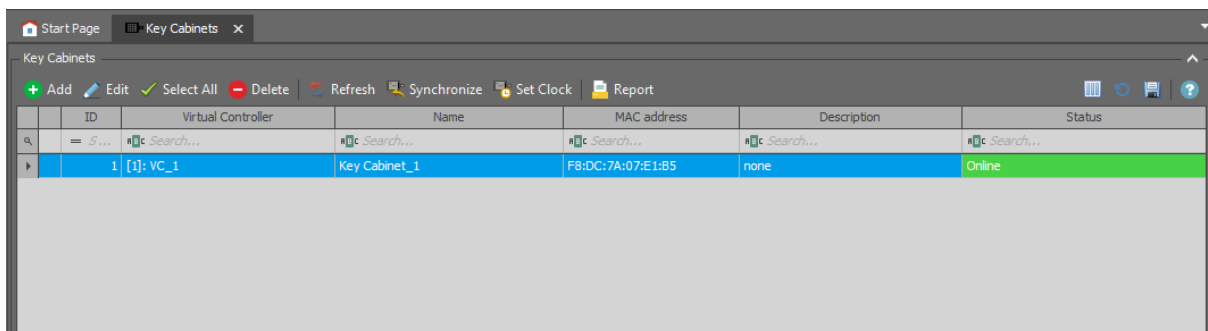 Start Page Key Cabinets
Key Cabinets
Add Edit Select All Delete Refresh Synchronize Set Clock Report
ID Virtual Controller Name MAC address Description Status
= S... Search... Search... Search... Search... Search...
1 [1]: VC_1 Key Cabinet_1 F8:DC:7A:07:E1:B5 none Online